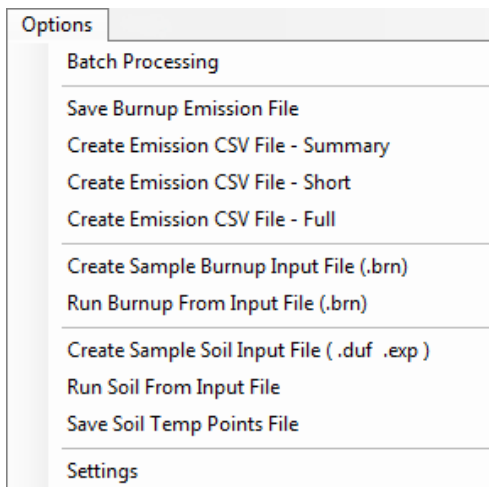 Options
Batch Processing
Save Burnup Emission File
Create Emission CSV File - Summary
Create Emission CSV File - Short
Create Emission CSV File - Full
Create Sample Burnup Input File (.brn)
Run Burnup From Input File (.brn)
Create Sample Soil Input File ( .duf  .exp )
Run Soil From Input File
Save Soil Temp Points File
Settings